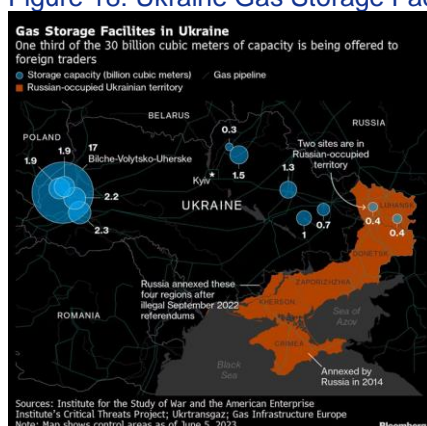 Figure 18: Ukraine Gas Storage Fac
Gas Storage Facilites in Ukraine
One third of the 30 billion cubic meters of capacity is being offered to
foreign traders
Storage capacity (billion cubic meters)
Gas pipeline
Russian-occupied Ukrainian territory
BELARUS
RUSSIA
POLAND
0.3
1.9
1.9
17
Bilche-Volytsko-Uherske
Kyiv
1.5
Two sites are in
Russian-occupied
territory
1.3
2.2
UKRAINE
LUHANSK
2.3
1
0.7
0.4
0.4
DONETSK
Russia annexed these
four regions after
illegal September 2022
referendums
ZAPORIZHZHIA
KHERSON
Sea of
Azov
ROMANIA
CRIMEA
Black
Sea
Annexed by
Russia in 2014
Sources: Institute for the Study of War and the American Enterprise
Institute's Critical Threats Project; Ukrtransgaz; Gas Infrastructure Europe
Note: Map shows control areas as of June 5, 2023
Bloomberg